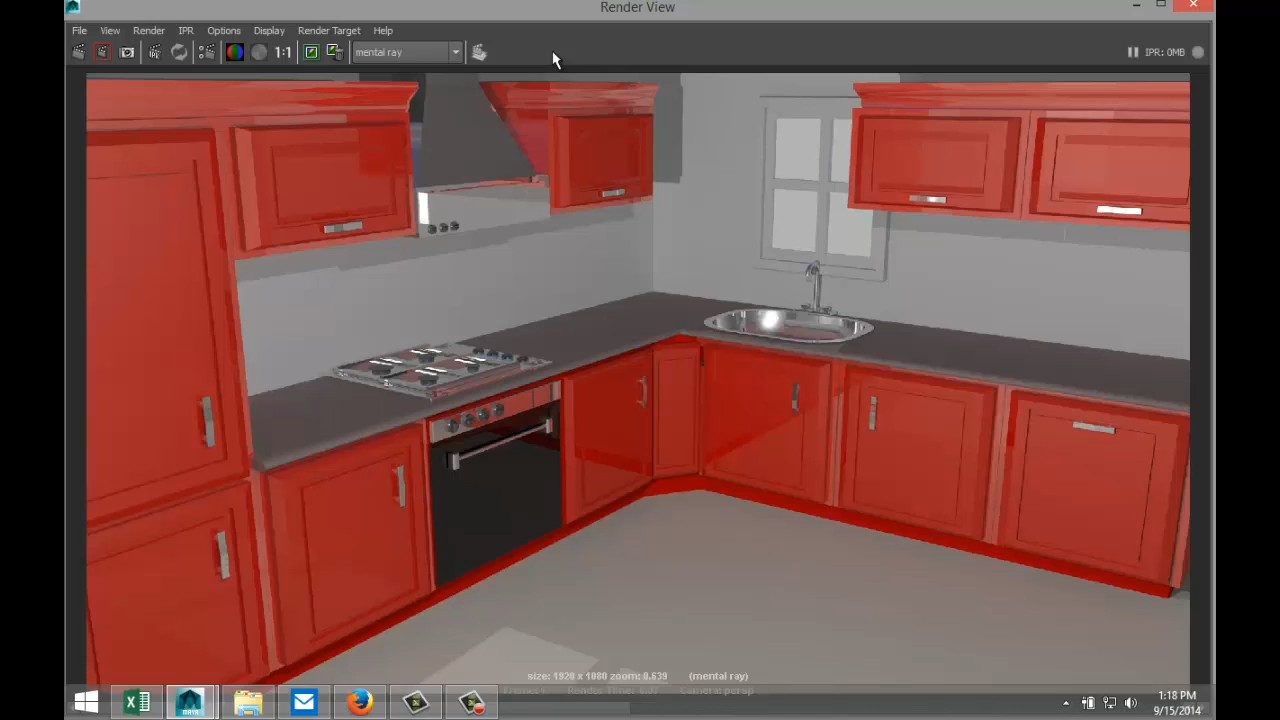 Render View
File View Render IPR Options Display Render Target Help
IPR 1:1 mental ray IPR: 0MB
size: 1920 x 1080 zoom: 0.639 (mental ray)
1:18 PM
9/15/2014